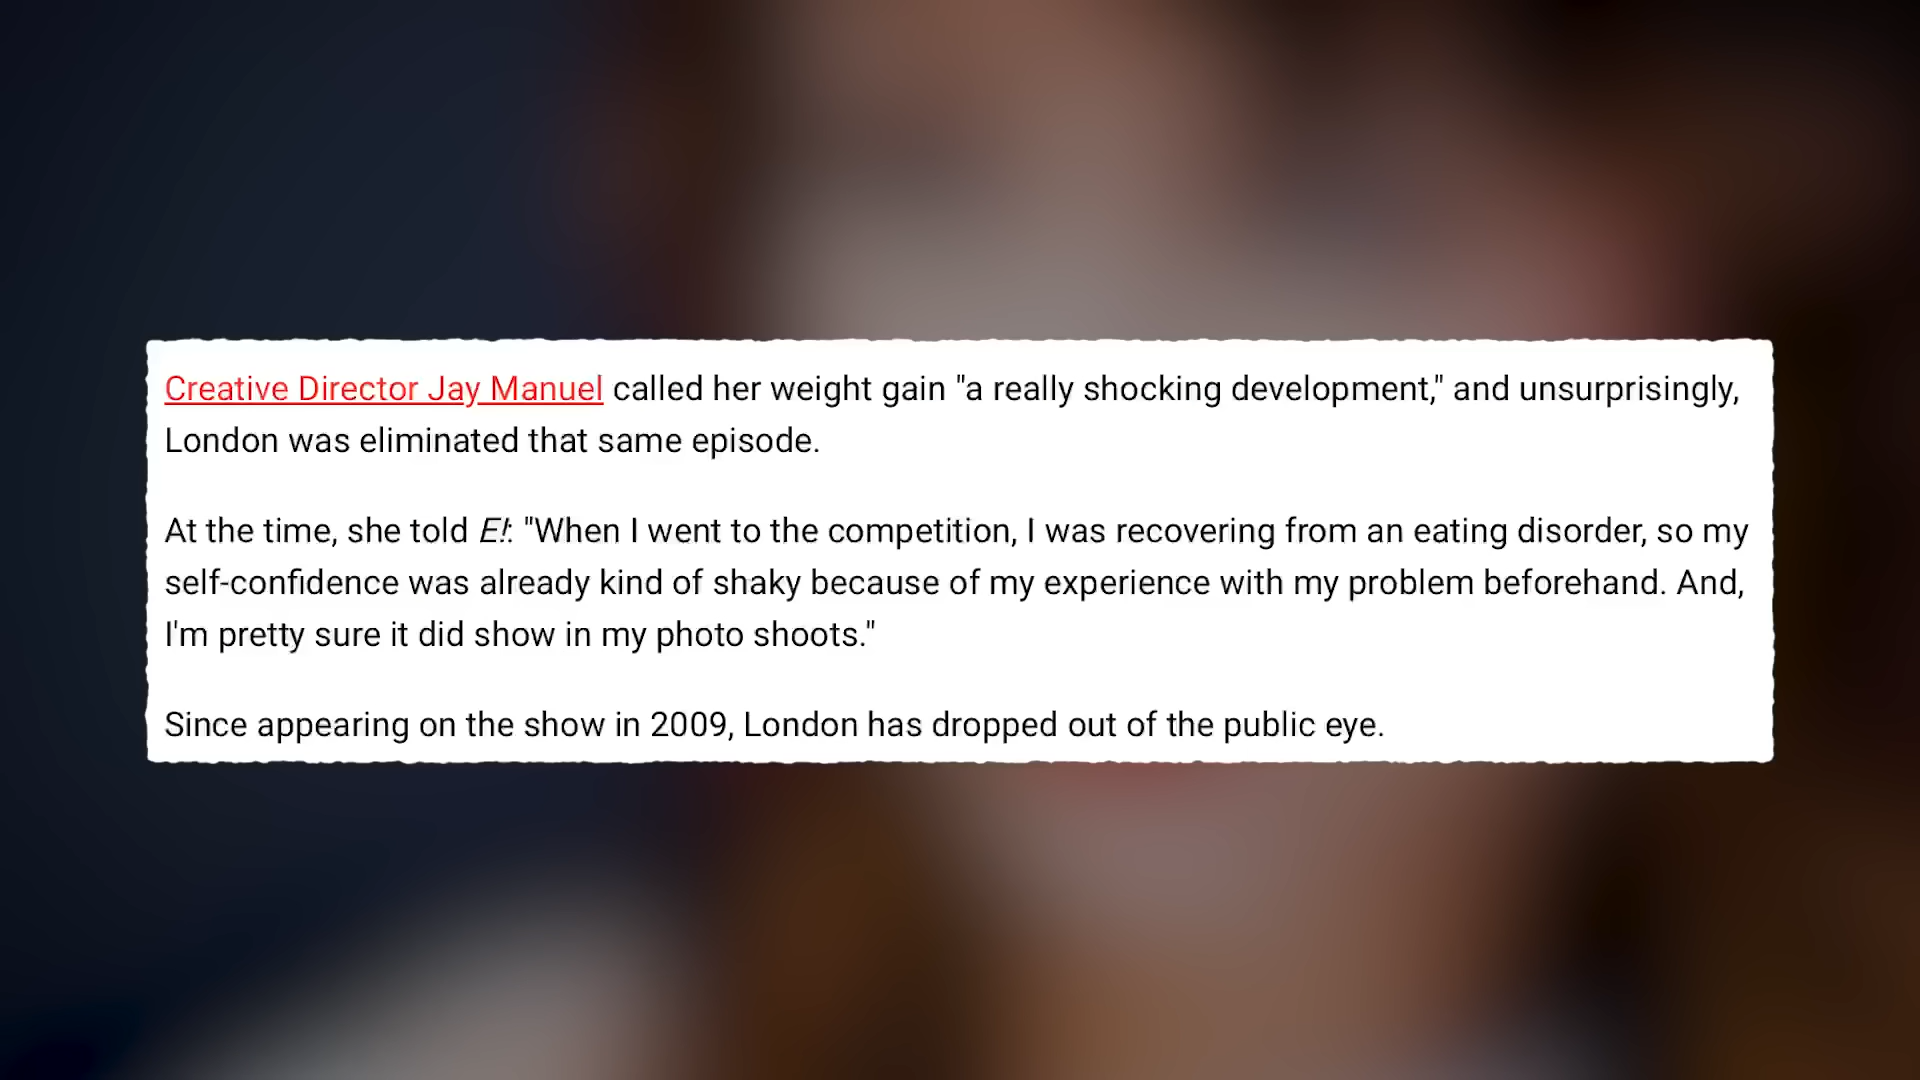 Creative Director Jay Manuel called her weight gain "a really shocking development," and unsurprisingly,
London was eliminated that same episode.
At the time, she told E!: "When I went to the competition, I was recovering from an eating disorder, so my
self-confidence was already kind of shaky because of my experience with my problem beforehand. And,
I'm pretty sure it did show in my photo shoots."
Since appearing on the show in 2009, London has dropped out of the public eye.